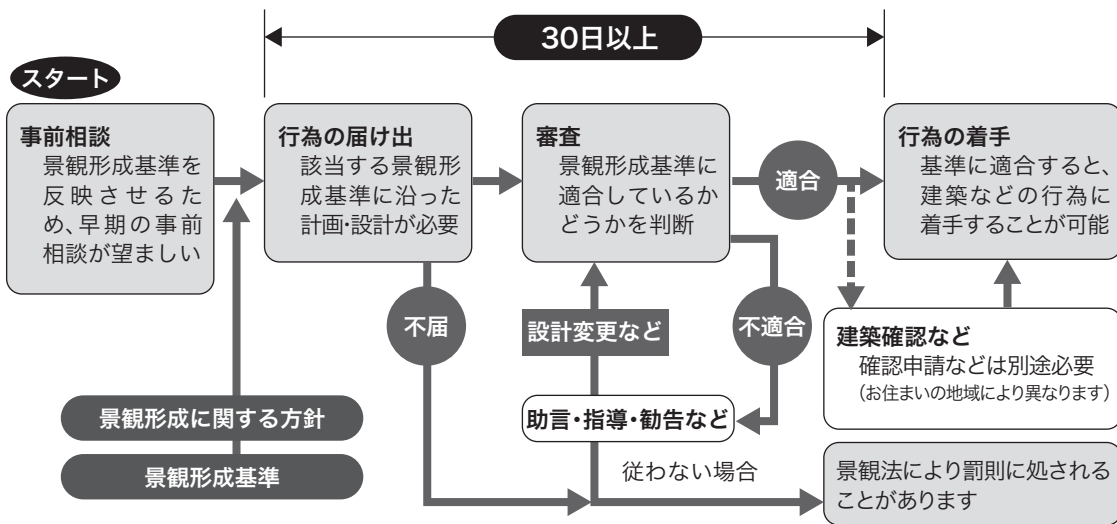 30日以上
スタート
事前相談
景観形成基準を
反映させるた
め、早期の事前
相談が望ましい
行為の届け出
該当する景観形
成基準に沿った
計画・設計が必要
審査
景観形成基準に
適合しているか
どうかを判断
適合
行為の着手
基準に適合すると、
建築などの行為に
着手することが可能
不届
設計変更など
不適合
建築確認など
確認申請などは別途必要
(お住まいの地域により異なります)
景観形成に関する方針
景観形成基準
助言・指導・勧告など
従わない場合
景観法により罰則に処される
ことがあります